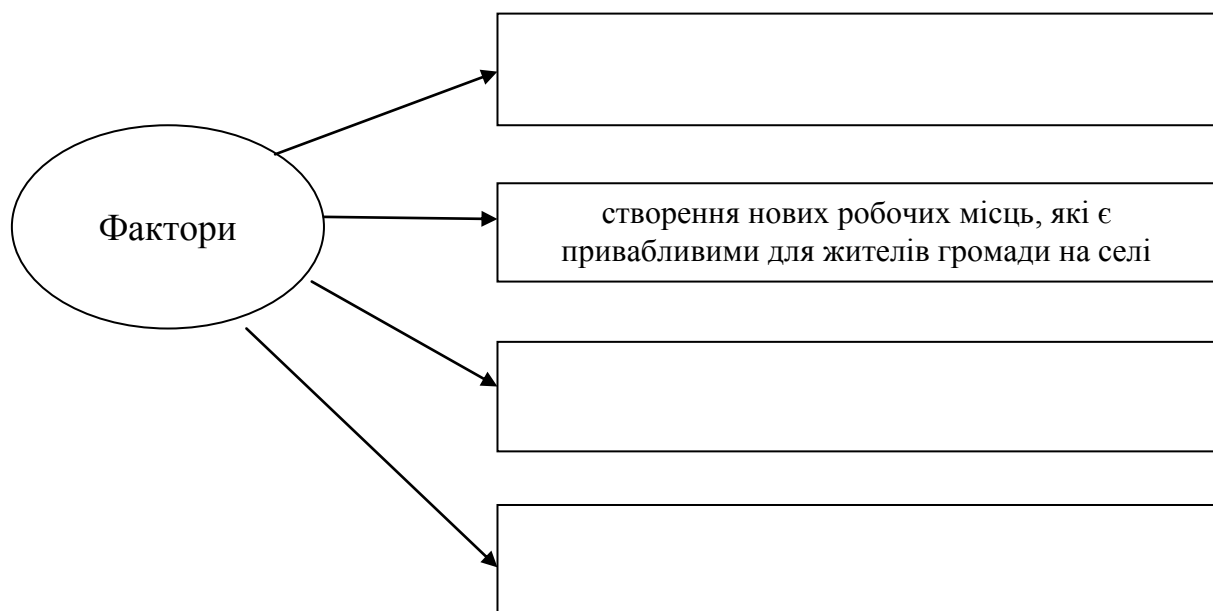 Фактори
створення нових робочих місць, які є
привабливими для жителів громади на селі